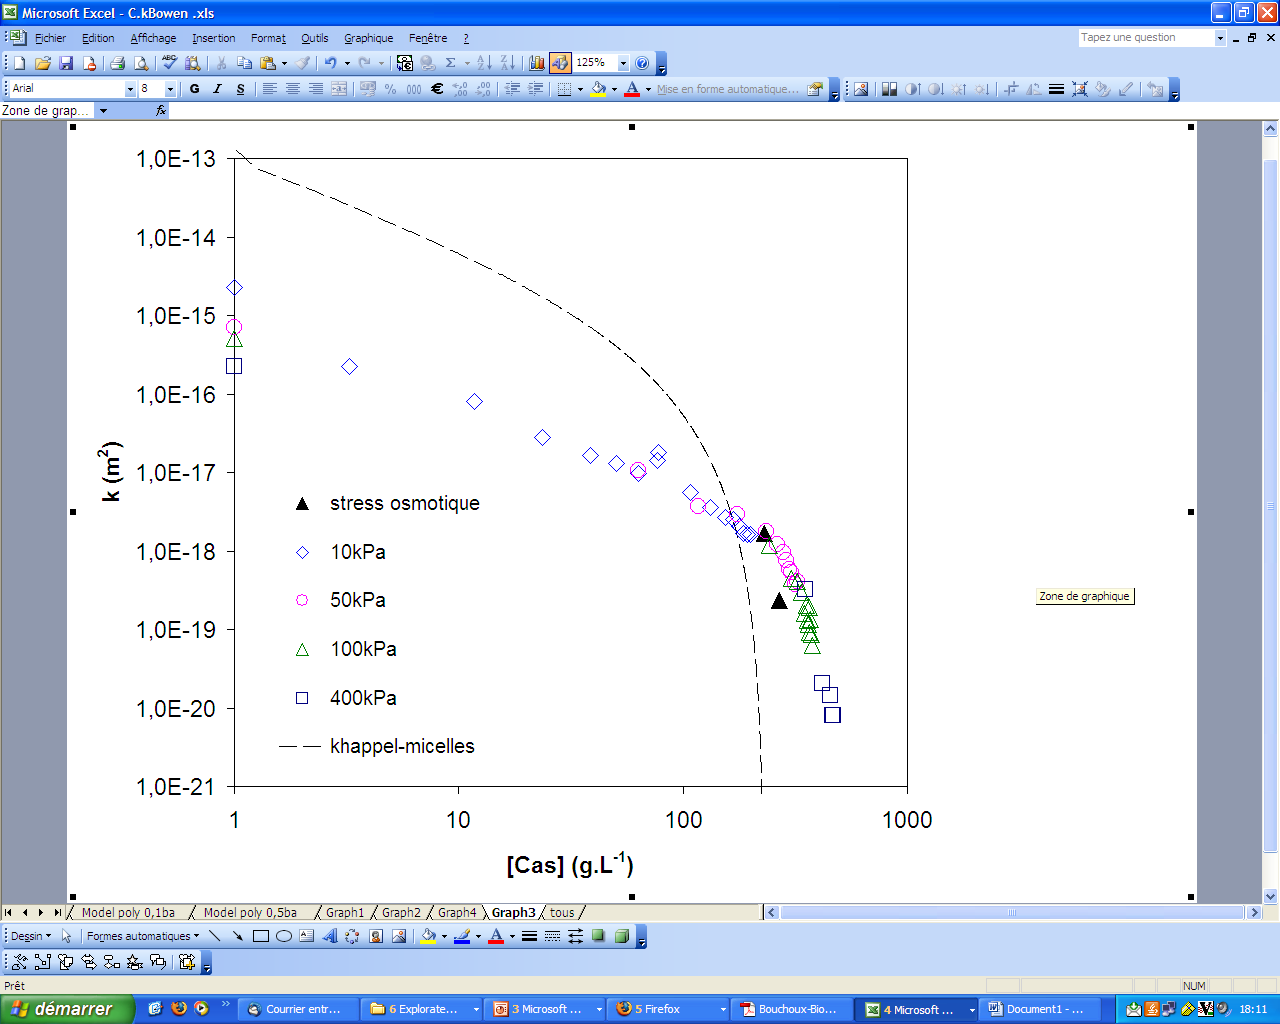 Microsoft Excel - C.kBowen .xls
Fichier Edition Affichage Insertion Format Outils Graphique Fenêtre ?
Tapez une question
125%
Arial 8 G I S 000 € Mise en forme automatique...
Zone de grap... fx
1,0E-13
1,0E-14
1,0E-15
1,0E-16
1,0E-17
1,0E-18
1,0E-19
1,0E-20
1,0E-21
k (m²)
stress osmotique
10kPa
50kPa
100kPa
400kPa
khappel-micelles
Zone de graphique
1 10 100 1000
[Cas] (g.L⁻¹)
Model poly 0,1ba Model poly 0,5ba Graph1 Graph2 Graph4 Graph3 tous
Dessin Formes automatiques
Prêt NUM
démarrer Courrier entr... 6 Explorate... 3 Microsoft ... 5 Firefox Bouchoux-Bio... 4 Microsoft ... Document1 - ... 18:11